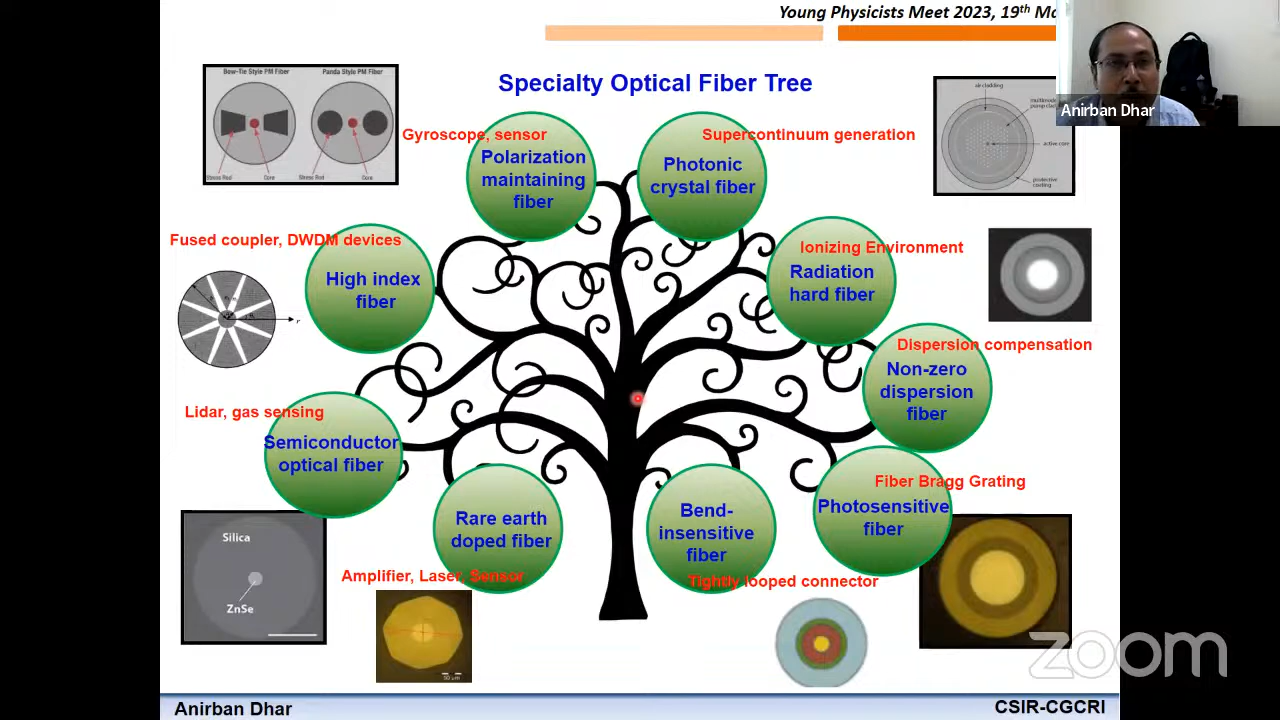 Young Physicists Meet 2023, 19th Ma
Anirban Dhar
Specialty Optical Fiber Tree
Bow-Tie Style PM Fiber
Panda Style PM Fiber
Stress Rod
Core
Stress Rod
Core
Gyroscope, sensor
Polarization
maintaining
fiber
Supercontinuum generation
Photonic
crystal fiber
air cladding
multimode
pump
active core
protective
coating
Fused coupler, DWDM devices
High index
fiber
r
Ionizing Environment
Radiation
hard fiber
Dispersion compensation
Non-zero
dispersion
fiber
Lidar, gas sensing
Semiconductor
optical fiber
Fiber Bragg Grating
Photosensitive
fiber
Rare earth
doped fiber
Bend-
insensitive
fiber
Silica
ZnSe
Amplifier, Laser, Sensor
50 µm
Tightly looped connector
zoom
Anirban Dhar
CSIR-CGCRI